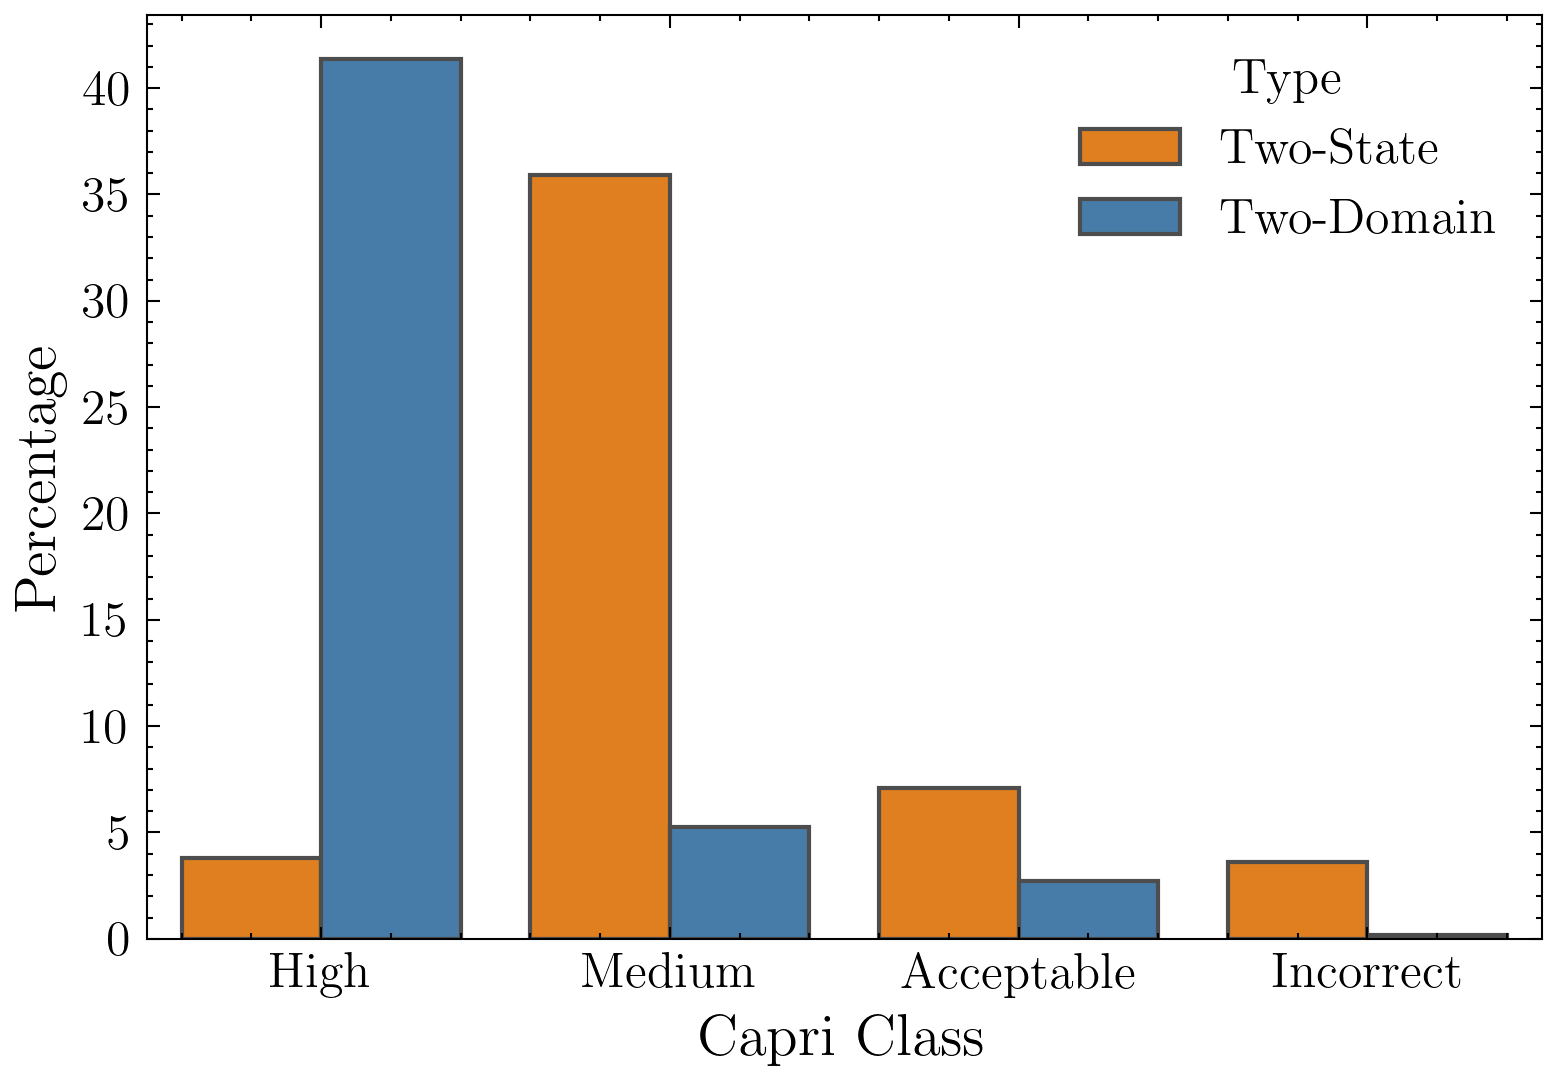 Type
Two-State
Two-Domain
Percentage
40
35
30
25
20
15
10
5
0
High Medium Acceptable Incorrect
Capri Class